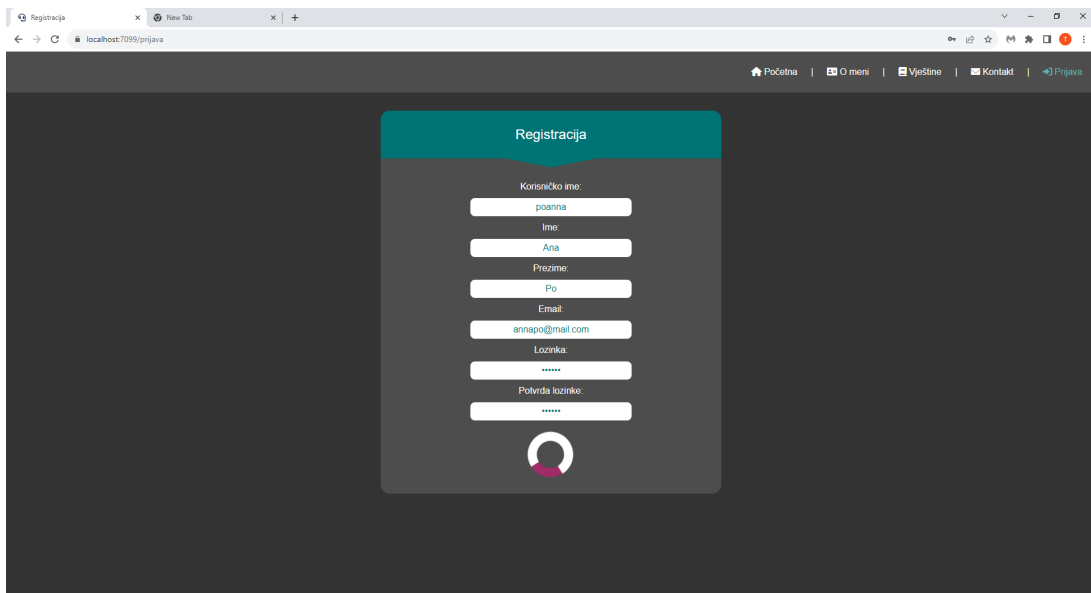 Registracija
New Tab
localhost:7099/prijava
T
Početna | O meni | Vještine | Kontakt | Prijava
Registracija
Korisničko ime:
poanna
Ime:
Ana
Prezime:
Po
Email:
annapo@mail.com
Lozinka:
••••••
Potvrda lozinke:
••••••